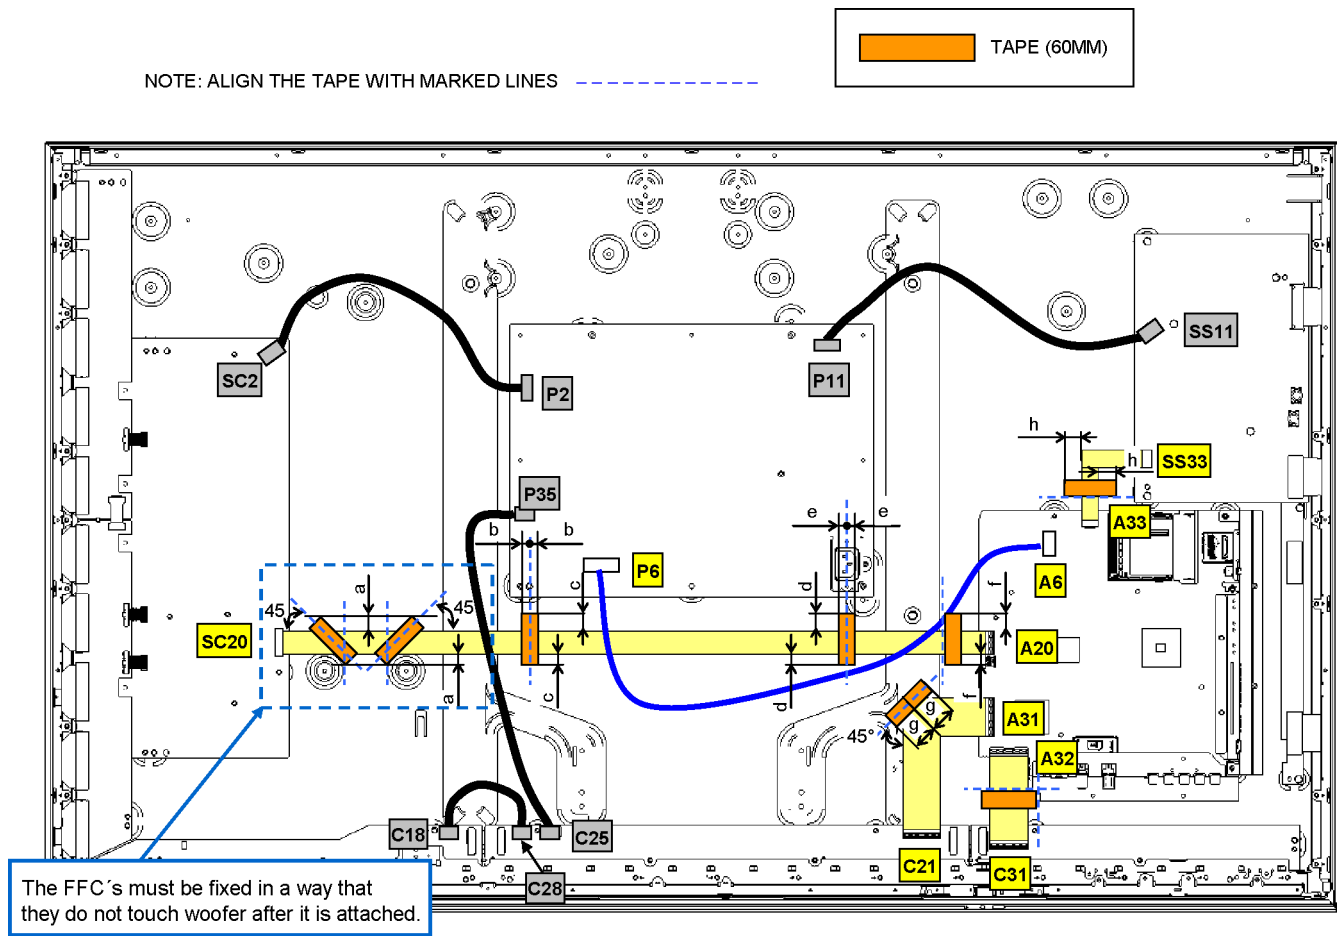 TAPE (60MM)
NOTE: ALIGN THE TAPE WITH MARKED LINES
SS11
SC2
P11
P2
h
SS33
h
P35
A33
e
e
b
b
P6
A6
a
c
d
f
45
45
SC20
A20
a
c
d
f
g
g
A31
45°
A32
C18
C25
C21
C31
C28
The FFC´s must be fixed in a way that
they do not touch woofer after it is attached.